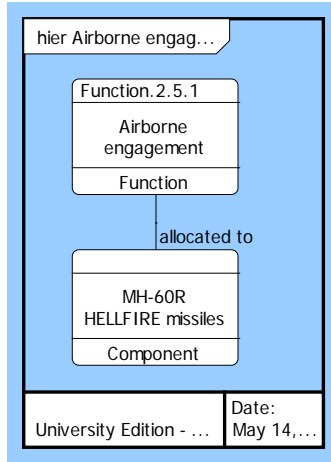 hier Airborne engag...
Function.2.5.1
Airborne
engagement
Function
allocated to
MH-60R
HELLFIRE missiles
Component
University Edition - ...
Date:
May 14,...